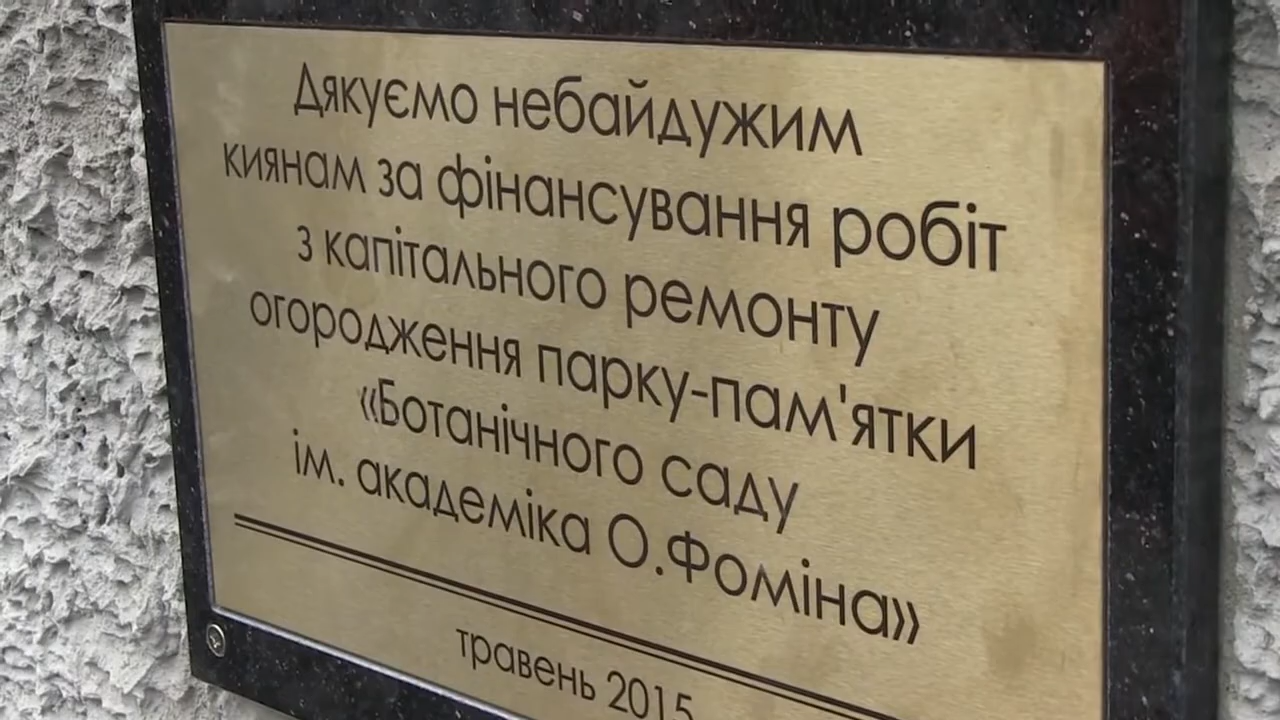 Дякуємо небайдужим
киянам за фінансування робіт
з капітального ремонту
огородження парку-пам'ятки
«Ботанічного саду
ім. академіка О.Фоміна»
травень 2015